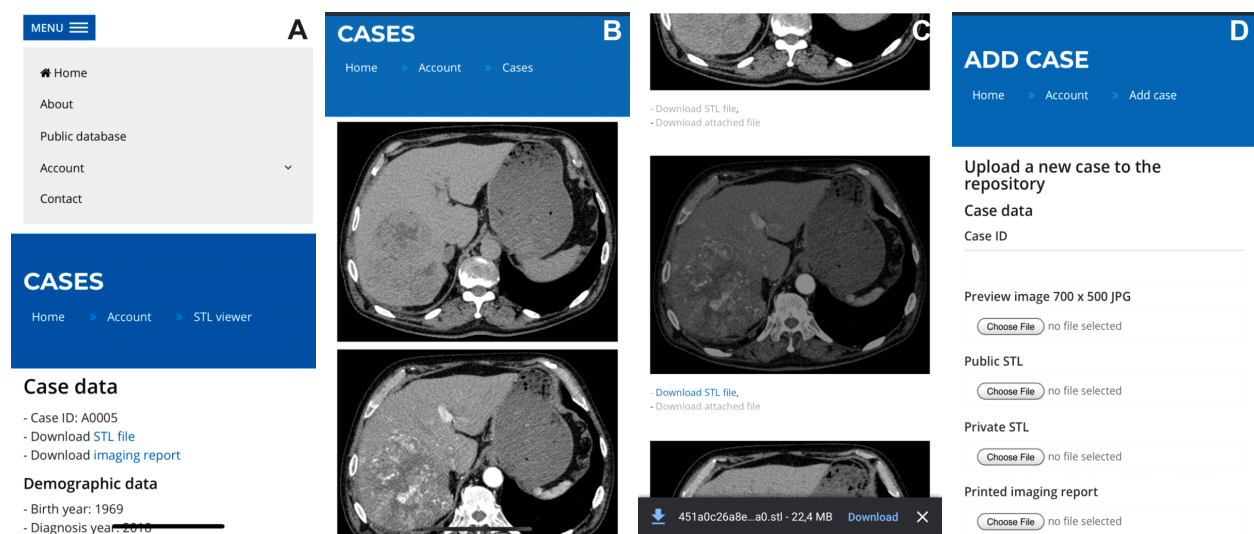 MENU
A
Home
About
Public database
Account
Contact
CASES
Home » Account » STL viewer
Case data
- Case ID: A0005
- Download STL file
- Download imaging report
Demographic data
- Birth year: 1969
- Diagnosis year: 2018
CASES
B
Home » Account » Cases
C
- Download STL file,
- Download attached file
- Download STL file,
- Download attached file
451a0c26a8e...a0.stl - 22,4 MB Download
D
ADD CASE
Home » Account » Add case
Upload a new case to the
repository
Case data
Case ID
Preview image 700 x 500 JPG
Choose File no file selected
Public STL
Choose File no file selected
Private STL
Choose File no file selected
Printed imaging report
Choose File no file selected